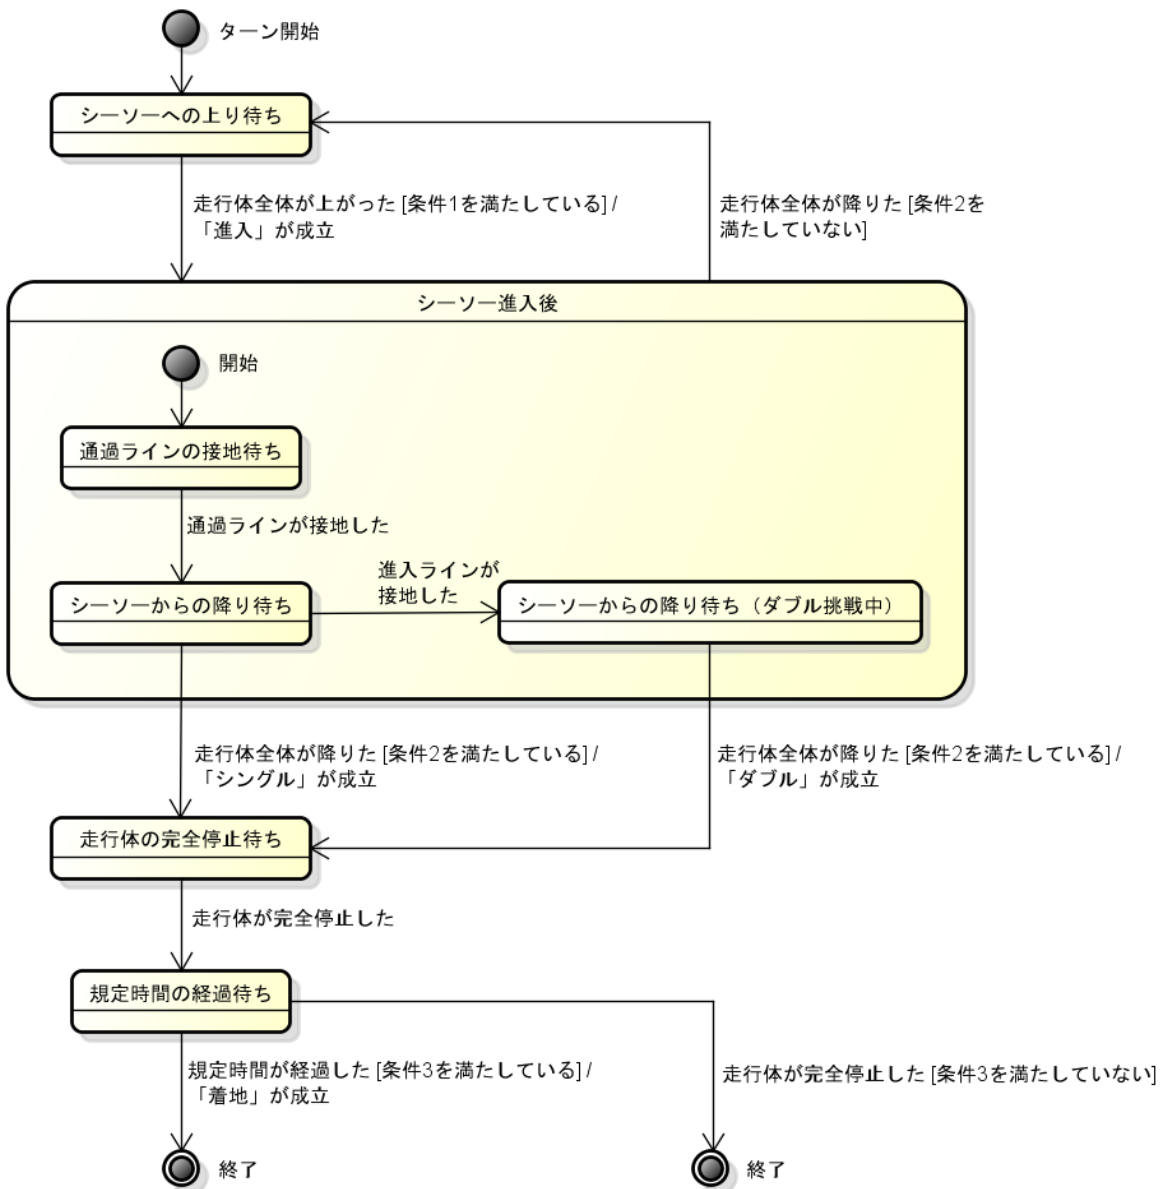 ターン開始
シーソーへの上り待ち
走行体全体が上がった [条件1を満たしている] /
「進入」が成立
走行体全体が降りた [条件2を
満たしていない]
シーソー進入後
開始
通過ラインの接地待ち
通過ラインが接地した
進入ラインが
接地した
シーソーからの降り待ち
シーソーからの降り待ち（ダブル挑戦中）
走行体全体が降りた [条件2を満たしている] /
「シングル」が成立
走行体全体が降りた [条件2を満たしている] /
「ダブル」が成立
走行体の完全停止待ち
走行体が完全停止した
規定時間の経過待ち
規定時間が経過した [条件3を満たしている] /
「着地」が成立
走行体が完全停止した [条件3を満たしていない]
終了
終了